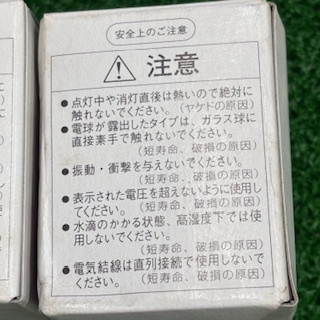 安全上のご注意
注意
●点灯中や消灯直後は熱いので絶対に
触れないでください。(ヤケドの原因)
●電球が露出したタイプは、ガラス球に
直接素手で触れないでください。
(短寿命、破損の原因)
●振動・衝撃を与えないでください。
(短寿命、破損の原因)
●表示された電圧を超えないように使用し
てください。(短寿命、破損の原因)
●水滴のかかる状態、高湿度下では使
用しないでください。
(短寿命、破損の原因)
●電気結線は直列接続で使用しないで
ください。(短寿命、破損の原因)